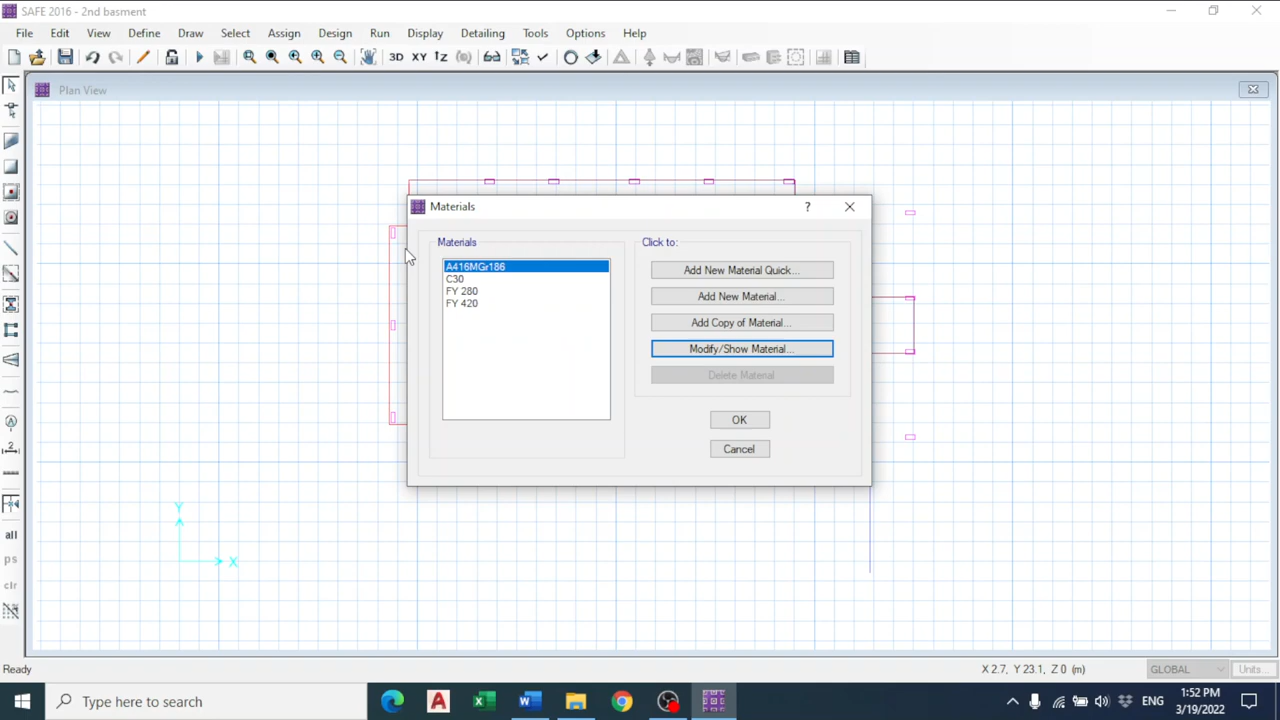 SAFE 2016 - 2nd basment
File Edit View Define Draw Select Assign Design Run Display Detailing Tools Options Help
3D XY
Plan View
Materials
Materials
A416MGr186
C30
FY 280
FY 420
Click to:
Add New Material Quick...
Add New Material...
Add Copy of Material...
Modify/Show Material...
Delete Material
OK
Cancel
Y
X
all
ps
clr
Ready
X 2.7, Y 23.1, Z 0 (m)
GLOBAL
Units...
Type here to search
ENG
1:52 PM
3/19/2022